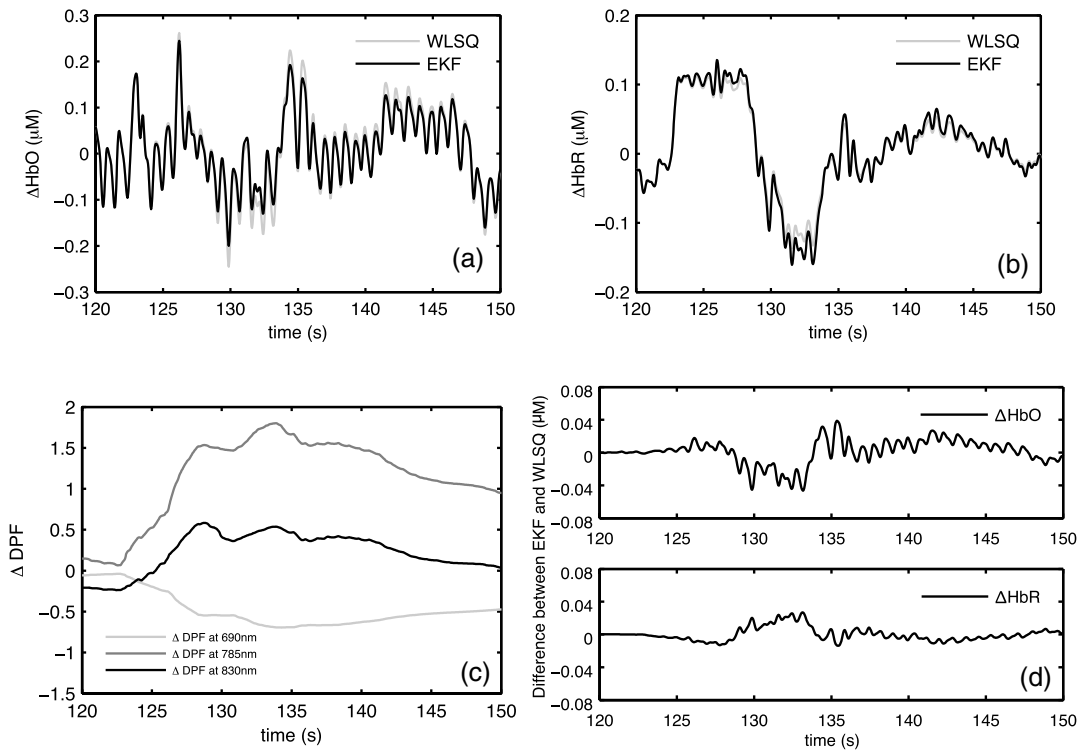 0.3
0.2
0.1
0
−0.1
−0.2
−0.3
ΔHbO (μM)
WLSQ
EKF
(a)
120 125 130 135 140 145 150
time (s)
0.2
0.1
0
−0.1
−0.2
ΔHbR (μM)
WLSQ
EKF
(b)
120 125 130 135 140 145 150
time (s)
2
1.5
1
0.5
0
−0.5
−1
−1.5
Δ DPF
Δ DPF at 690nm
Δ DPF at 785nm
Δ DPF at 830nm
(c)
120 125 130 135 140 145 150
time (s)
Difference between EKF and WLSQ (μM)
0.08
0.04
0
−0.04
−0.08
ΔHbO
120 125 130 135 140 145 150
0.08
0.04
0
−0.04
−0.08
ΔHbR
(d)
120 125 130 135 140 145 150
time (s)